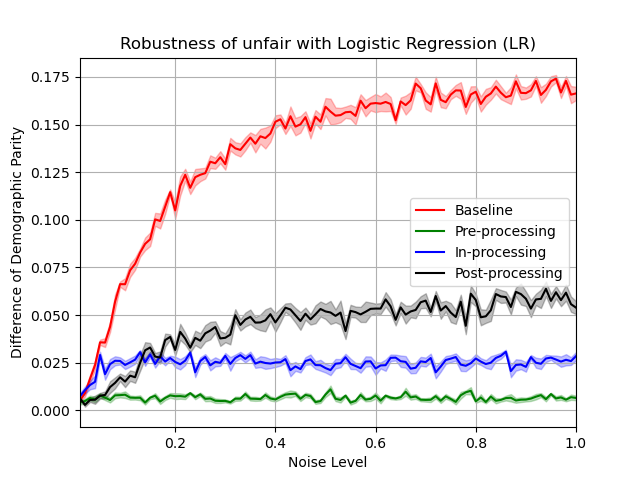 Robustness of unfair with Logistic Regression (LR)
Difference of Demographic Parity
0.175
0.150
0.125
0.100
0.075
0.050
0.025
0.000
Baseline
Pre-processing
In-processing
Post-processing
0.2
0.4
0.6
0.8
1.0
Noise Level